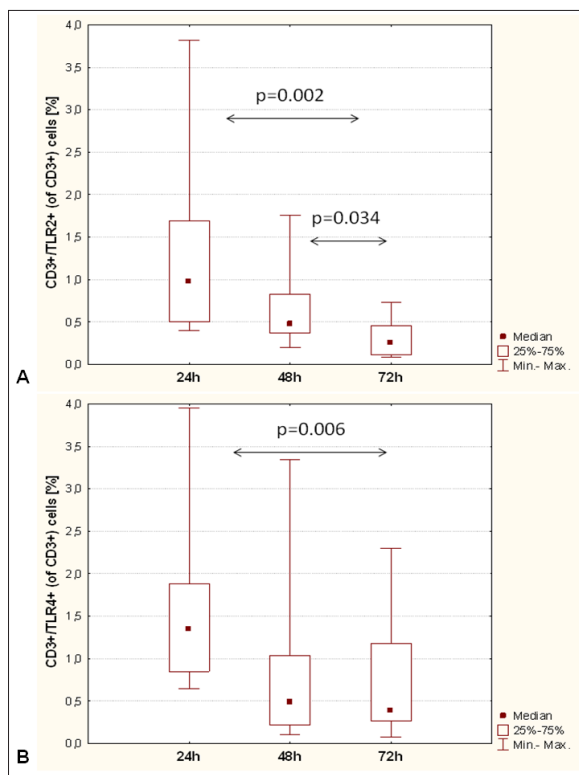 4,0
3,5
3,0
2,5
2,0
1,5
1,0
0,5
0,0
CD3+/TLR2+ (of CD3+) cells [%]
p=0.002
p=0.034
24h 48h 72h
Median
25%-75%
Min.- Max.
A
4,0
3,5
3,0
2,5
2,0
1,5
1,0
0,5
0,0
CD3+/TLR4+ (of CD3+) cells [%]
p=0.006
24h 48h 72h
Median
25%-75%
Min.- Max.
B